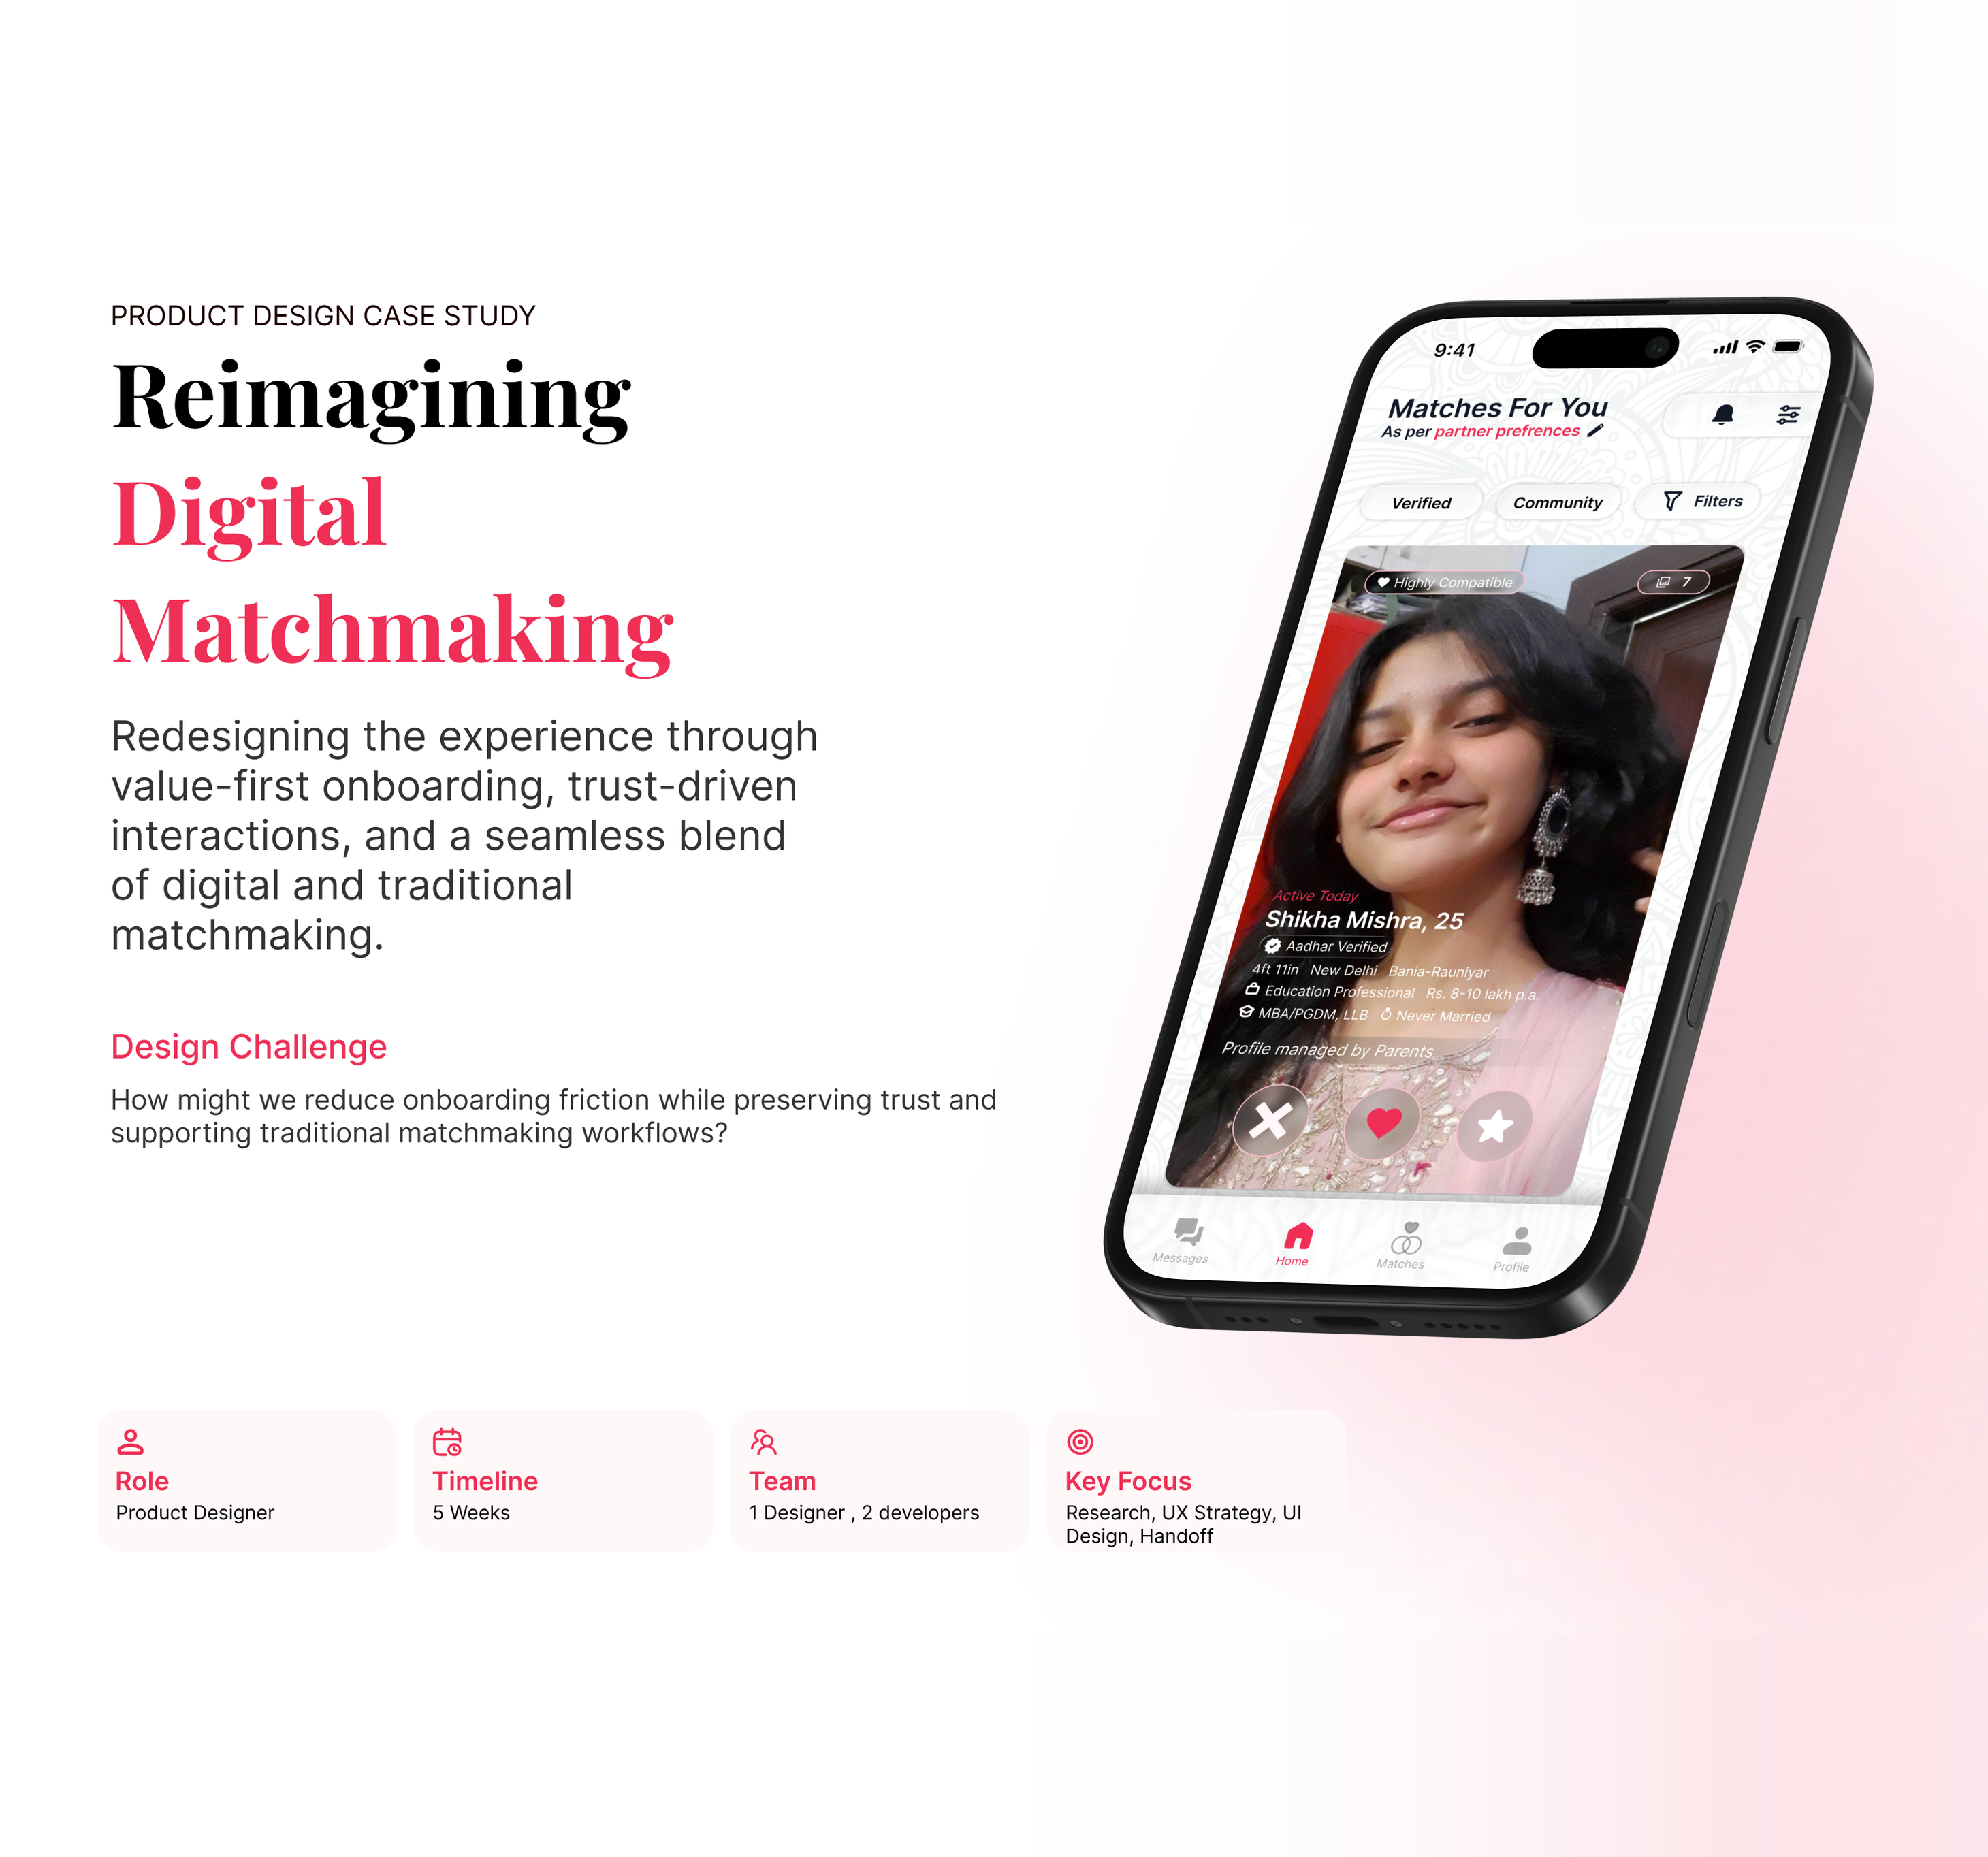 PRODUCT DESIGN CASE STUDY
Reimagining
Digital
Matchmaking
Redesigning the experience through
value-first onboarding, trust-driven
interactions, and a seamless blend
of digital and traditional
matchmaking.
Design Challenge
How might we reduce onboarding friction while preserving trust and
supporting traditional matchmaking workflows?
9:41
Matches For You
As per partner prefrences
Verified Community Filters
Highly Compatible 7
Active Today
Shikha Mishra, 25
Aadhar Verified
4ft 11in New Delhi Bania-Rauniyar
Education Professional Rs. 8-10 lakh p.a.
MBA/PGDM, LLB Never Married
Profile managed by Parents
Messages Home Matches Profile
Role
Product Designer
Timeline
5 Weeks
Team
1 Designer , 2 developers
Key Focus
Research, UX Strategy, UI
Design, Handoff